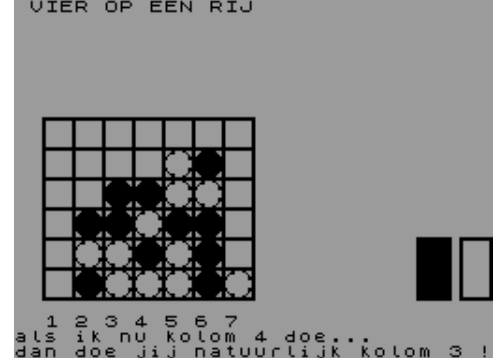 VIER OP EEN RIJ
1 2 3 4 5 6 7
als ik nu kolom 4 doe...
dan doe jij natuurlijk kolom 3 !